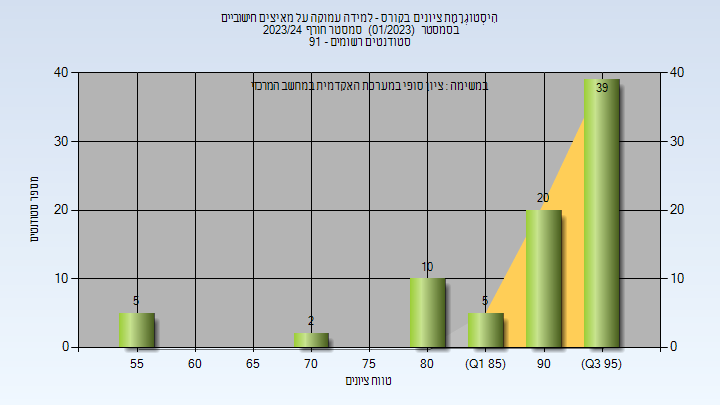 היסטוגרמת ציונים בקורס - למידה עמוקה על מאיצים חישוביים
בסמסטר (01/2023) סמסטר חורף 2023/24
סטודנטים רשומים - 91
במשימה : ציון סופי במערכת האקדמית במחשב המרכזי
40 40
30 30
20 20
10 10
0 0
5 2 10 5 20 39
55 60 65 70 75 80 (Q1 85) 90 (Q3 95)
מספר סטודנטים
טווח ציונים